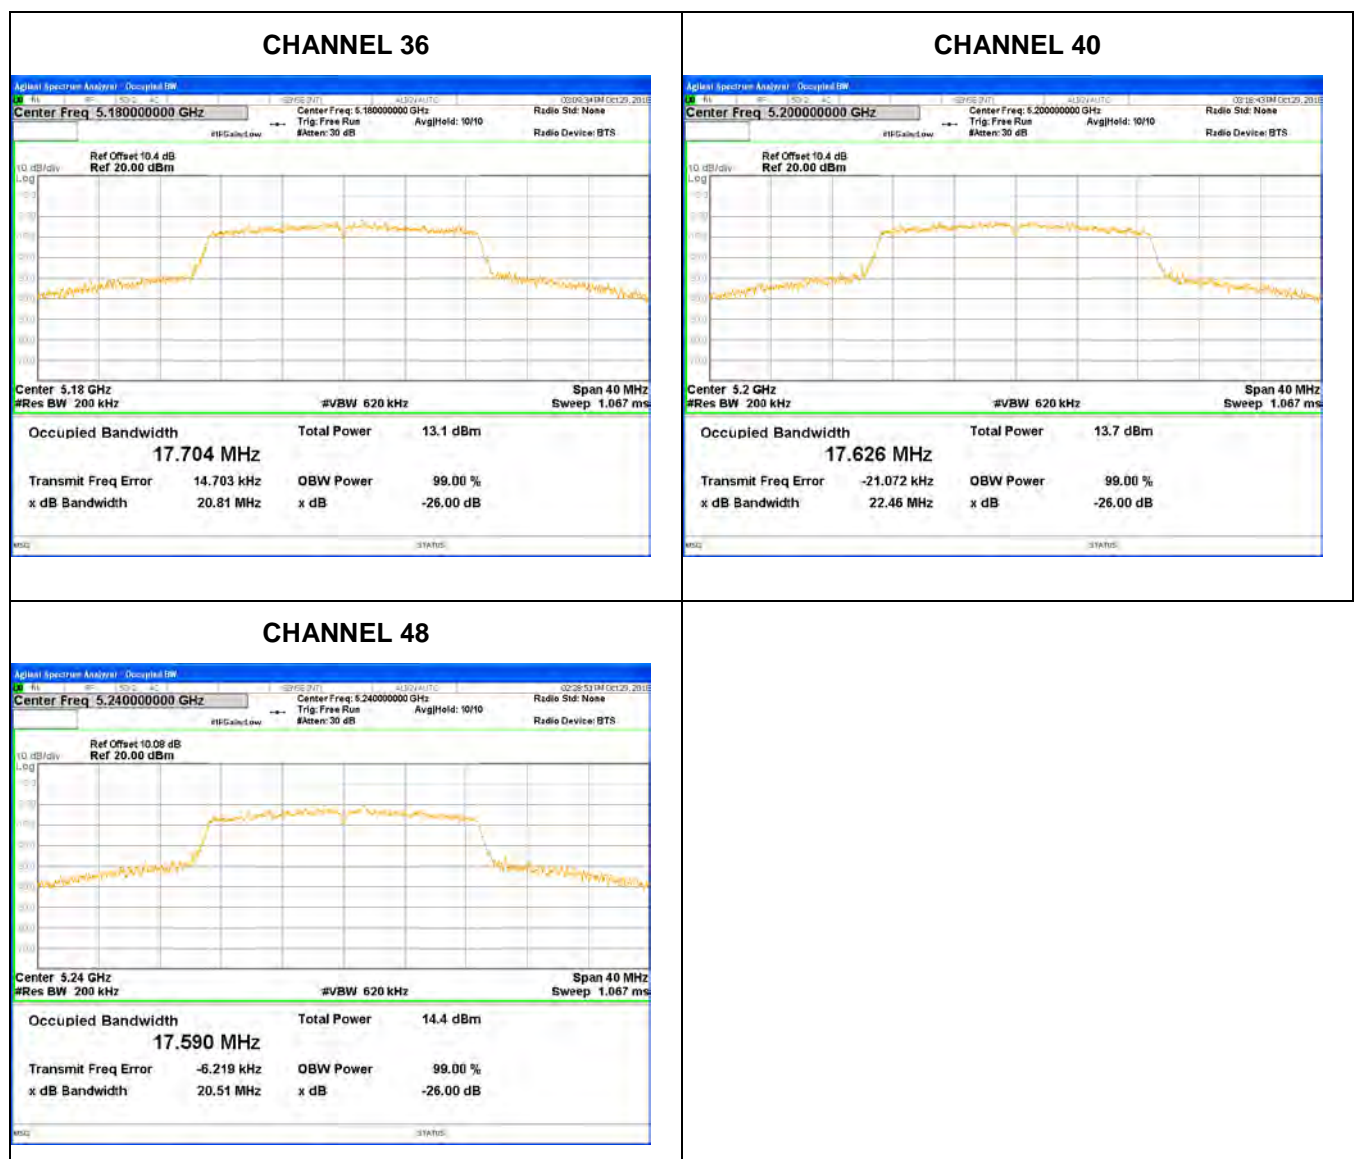 CHANNEL 36
Agilent Spectrum Analyzer - Occupied BW
Center Freq 5.180000000 GHz
Center Freq: 5.180000000 GHz
Radio Std: None
Trig: Free Run
Avg|Hold: 10/10
#IFGain:Low
#Atten: 30 dB
Radio Device: BTS
Ref Offset 10.4 dB
10 dB/div
Ref 20.00 dBm
Log
Center 5.18 GHz
Span 40 MHz
#Res BW 200 kHz
#VBW 620 kHz
Sweep 1.067 ms
Occupied Bandwidth
Total Power
13.1 dBm
17.704 MHz
Transmit Freq Error
14.703 kHz
OBW Power
99.00 %
x dB Bandwidth
20.81 MHz
x dB
-26.00 dB
MSG
STATUS
CHANNEL 40
Center Freq 5.200000000 GHz
Center Freq: 5.200000000 GHz
Radio Std: None
Trig: Free Run
Avg|Hold: 10/10
#IFGain:Low
#Atten: 30 dB
Radio Device: BTS
Ref Offset 10.4 dB
10 dB/div
Ref 20.00 dBm
Log
Center 5.2 GHz
Span 40 MHz
#Res BW 200 kHz
#VBW 620 kHz
Sweep 1.067 ms
Occupied Bandwidth
Total Power
13.7 dBm
17.626 MHz
Transmit Freq Error
-21.072 kHz
OBW Power
99.00 %
x dB Bandwidth
22.46 MHz
x dB
-26.00 dB
MSG
STATUS
CHANNEL 48
Agilent Spectrum Analyzer - Occupied BW
Center Freq 5.240000000 GHz
Center Freq: 5.240000000 GHz
Radio Std: None
Trig: Free Run
Avg|Hold: 10/10
#IFGain:Low
#Atten: 30 dB
Radio Device: BTS
Ref Offset 10.08 dB
10 dB/div
Ref 20.00 dBm
Log
Center 5.24 GHz
Span 40 MHz
#Res BW 200 kHz
#VBW 620 kHz
Sweep 1.067 ms
Occupied Bandwidth
Total Power
14.4 dBm
17.590 MHz
Transmit Freq Error
-6.219 kHz
OBW Power
99.00 %
x dB Bandwidth
20.51 MHz
x dB
-26.00 dB
MSG
STATUS